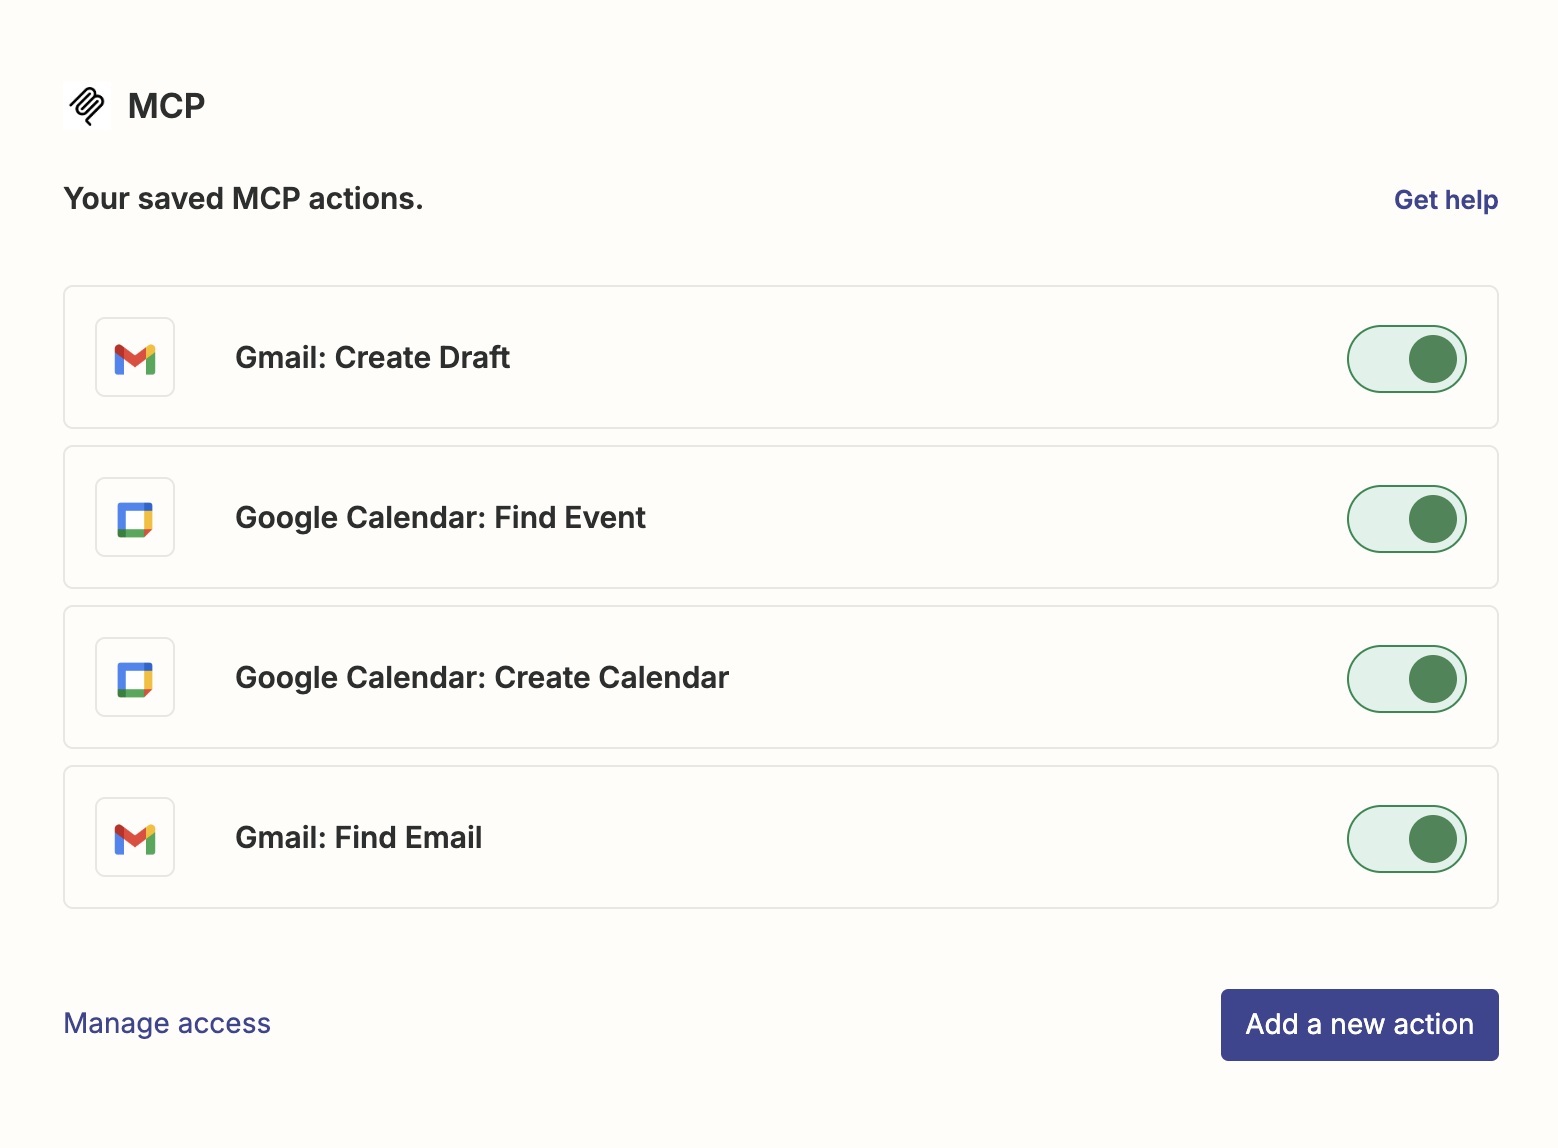 MCP
Your saved MCP actions.
Get help
Gmail: Create Draft
Google Calendar: Find Event
Google Calendar: Create Calendar
Gmail: Find Email
Manage access
Add a new action